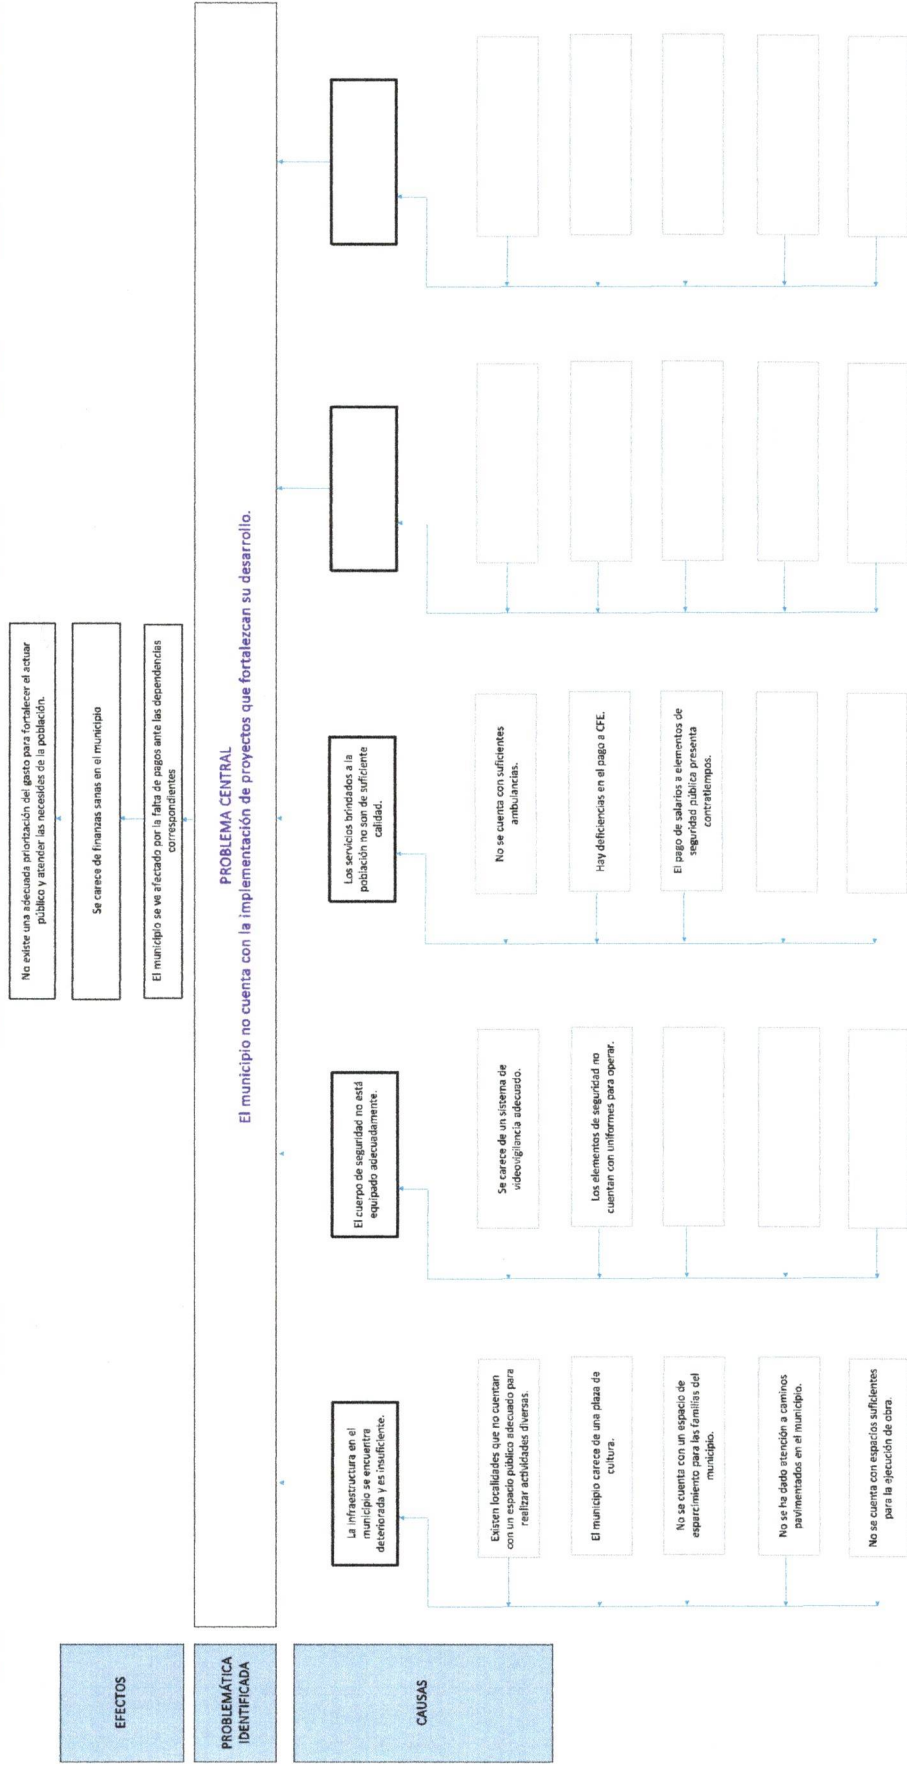 EFECTOS
No existe una adecuada priorización del gasto para fortalecer el actuar
público y atender las necesides de la población.
Se carece de finanzas sanas en el municipio
El municipio se ve afectado por la falta de pagos ante las dependencias
correspondientes
PROBLEMÁTICA
IDENTIFICADA
PROBLEMA CENTRAL
El municipio no cuenta con la implementación de proyectos que fortalezcan su desarrollo.
CAUSAS
La infraestructura en el
municipio se encuentra
deteriorada y es insuficiente.
Existen localidades que no cuentan
con un espacio público adecuado para
realizar actividades diversas.
El municipio carece de una plaza de
cultura.
No se cuenta con un espacio de
esparcimiento para las familias del
municipio.
No se ha dado atención a caminos
pavimentados en el municipio.
No se cuenta con espacios suficientes
para la ejecución de obra.
El cuerpo de seguridad no está
equipado adecuadamente.
Se carece de un sistema de
videovigilancia adecuado.
Los elementos de seguridad no
cuentan con uniformes para operar.
Los servicios brindados a la
población no son de suficiente
calidad.
No se cuenta con suficientes
ambulancias.
Hay deficiencias en el pago a CFE.
El pago de salarios a elementos de
seguridad pública presenta
contratiempos.